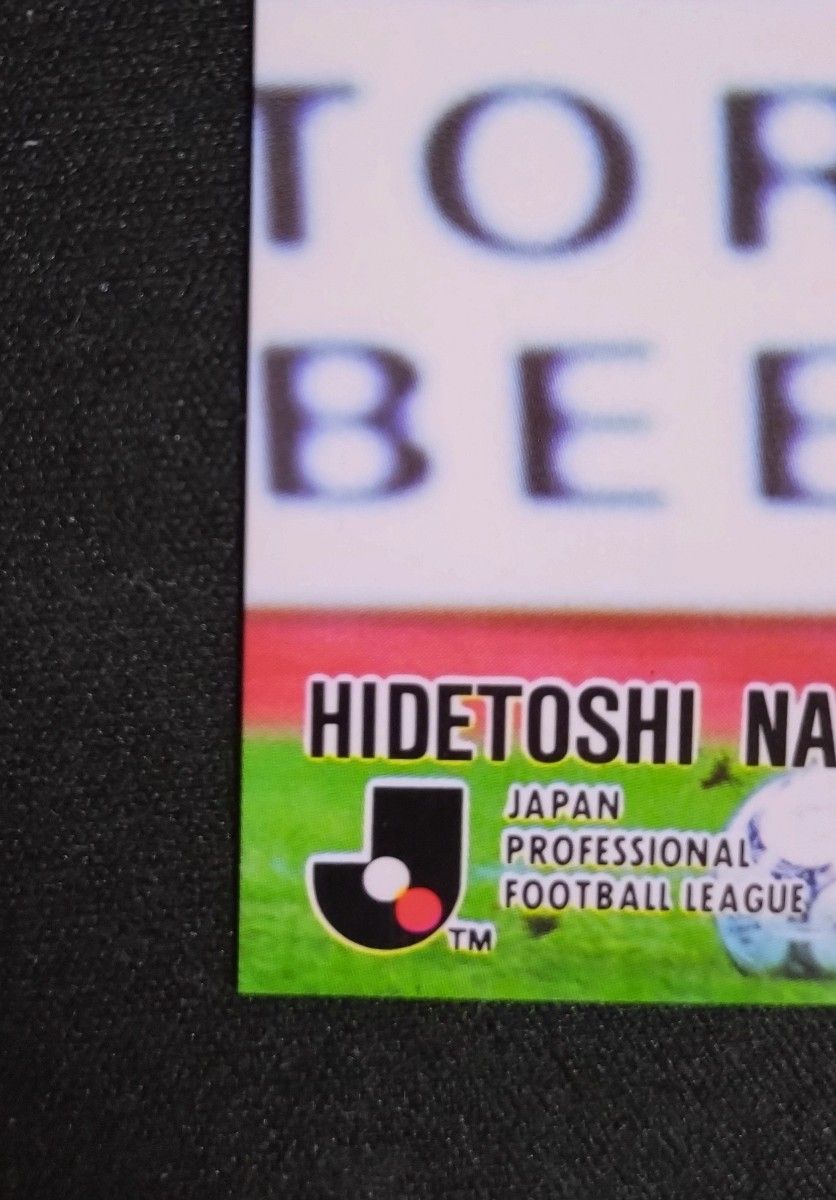 TOR
BEE
HIDETOSHI NA
JAPAN
PROFESSIONAL
FOOTBALL LEAGUE
TM